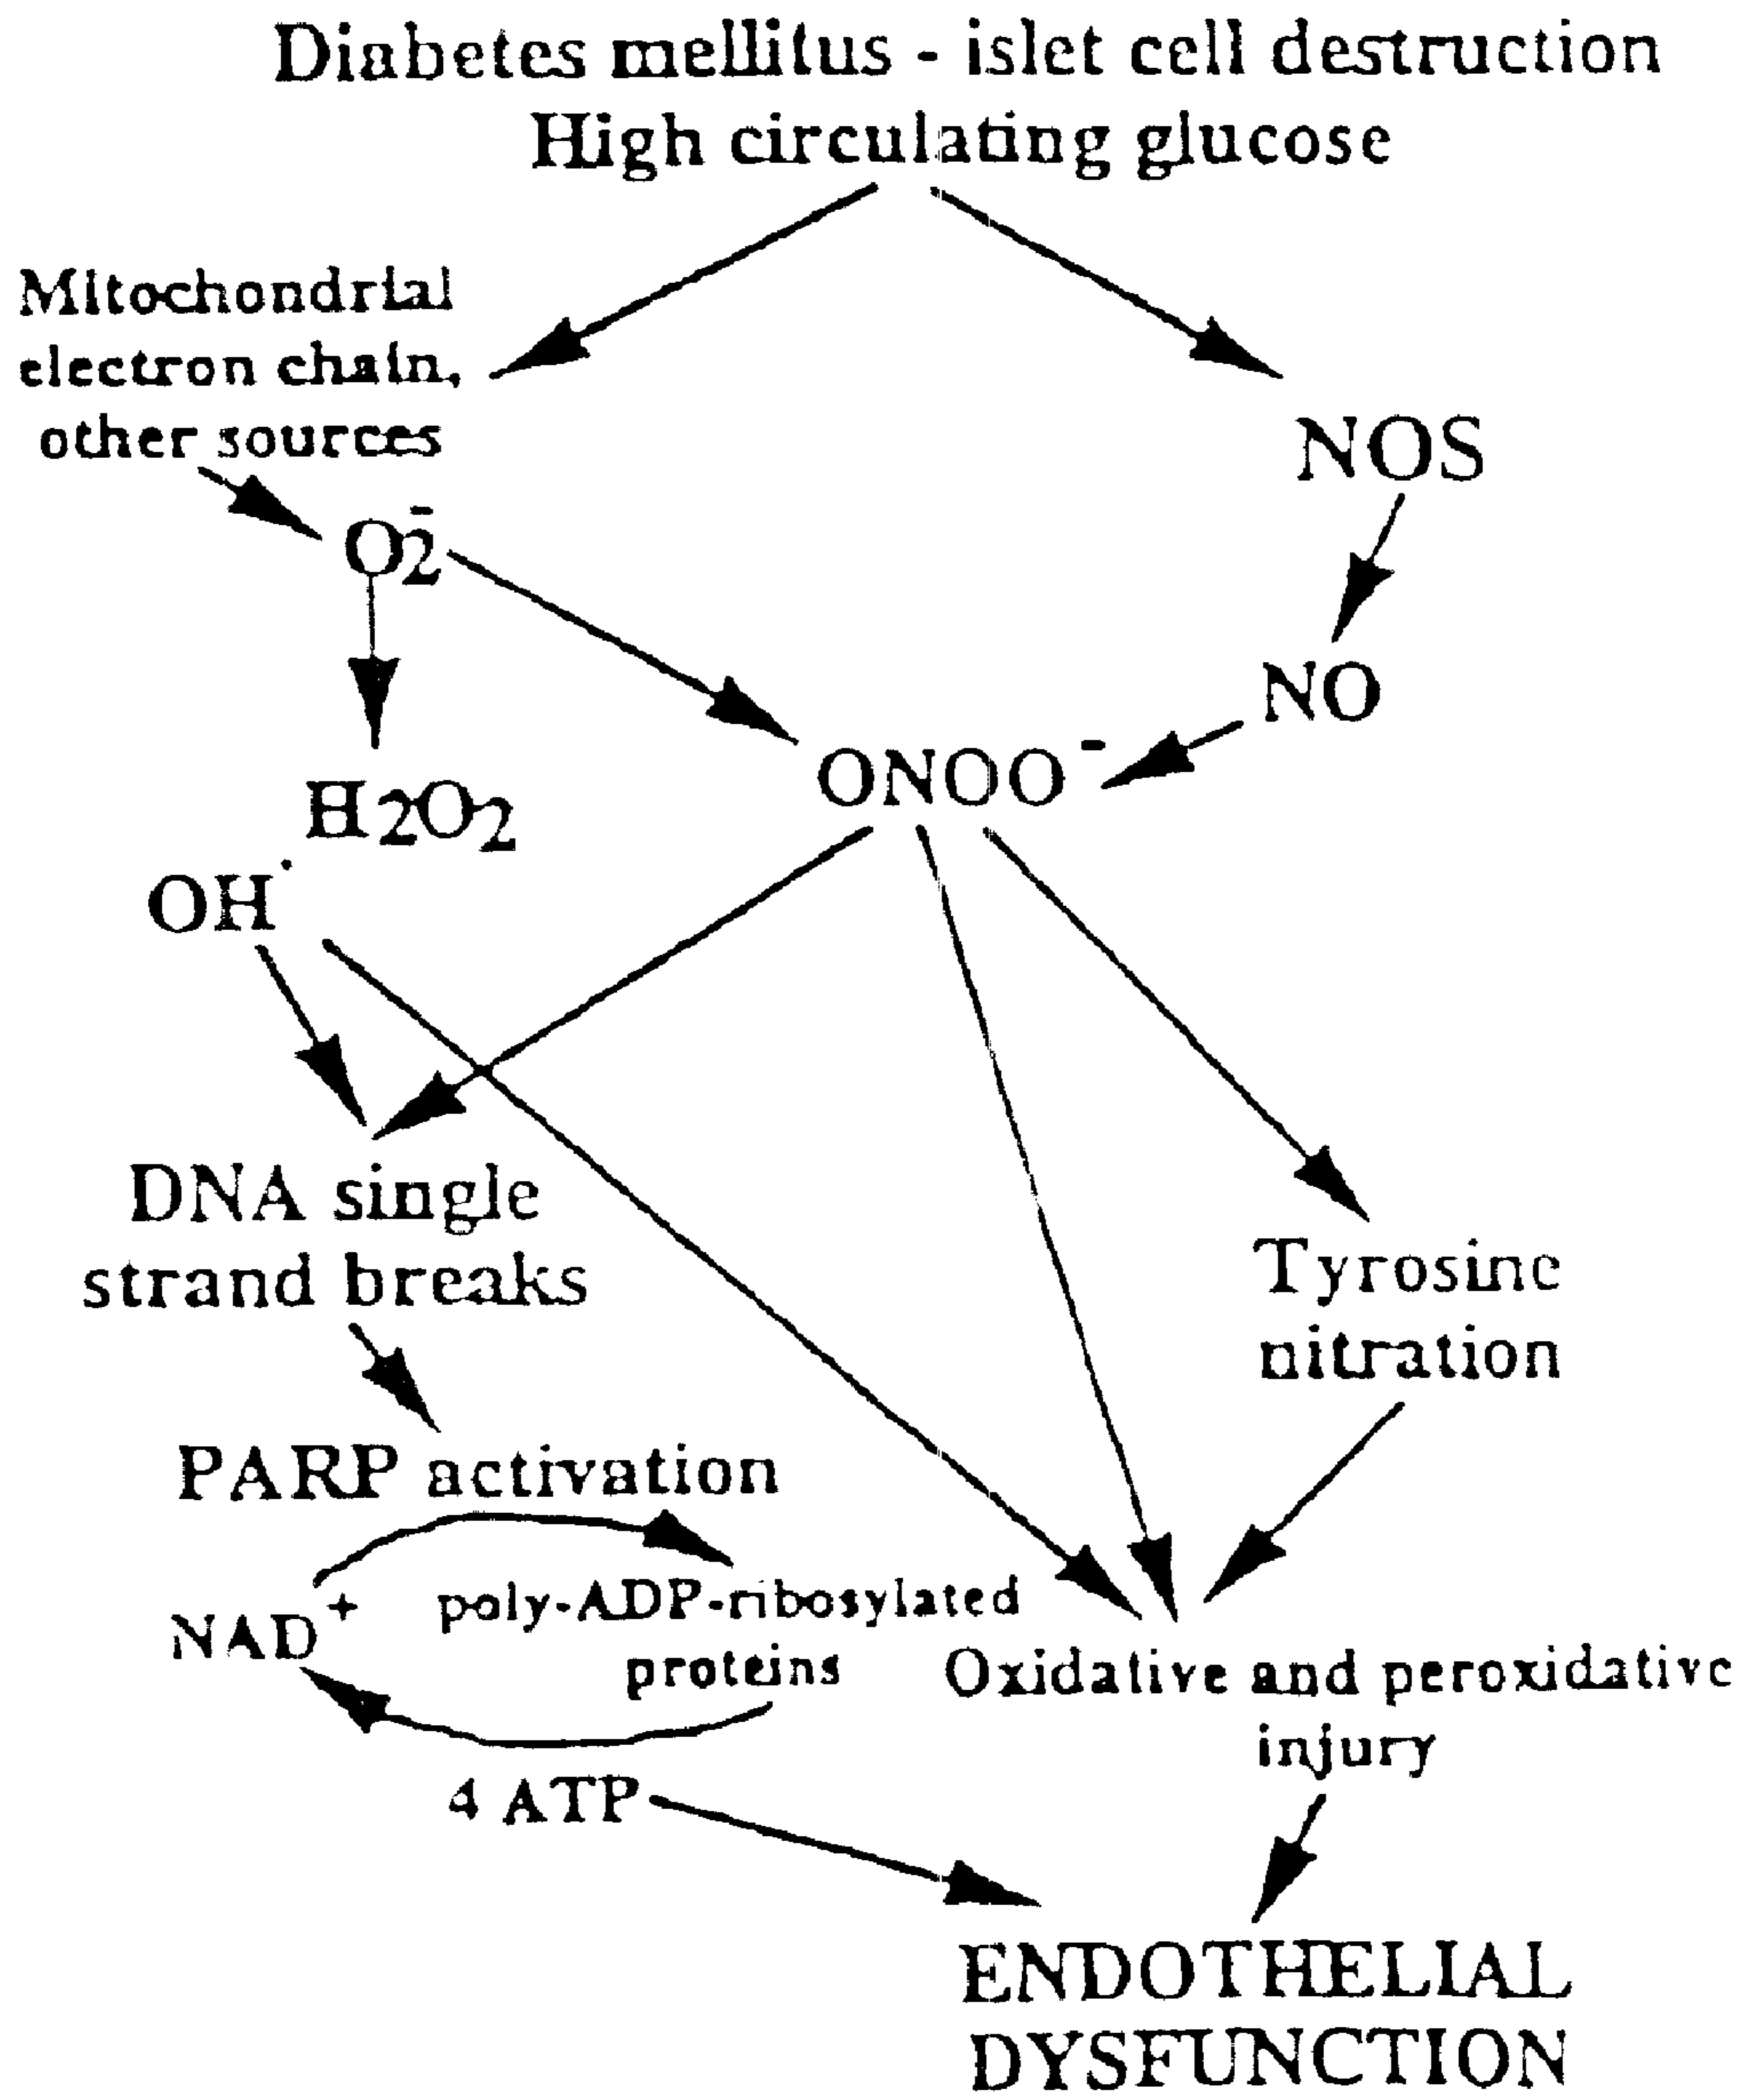 Diabetes mellitus - islet cell destruction
High circulating glucose
Mitochondrial
electron chain,
other sources
NOS
O2-
NO
ONOO-
H2O2
OH·
DNA single
strand breaks
Tyrosine
nitration
PARP activation
NAD+
poly-ADP-ribosylated
proteins
Oxidative and peroxidative
injury
4 ATP
ENDOTHELIAL
DYSFUNCTION